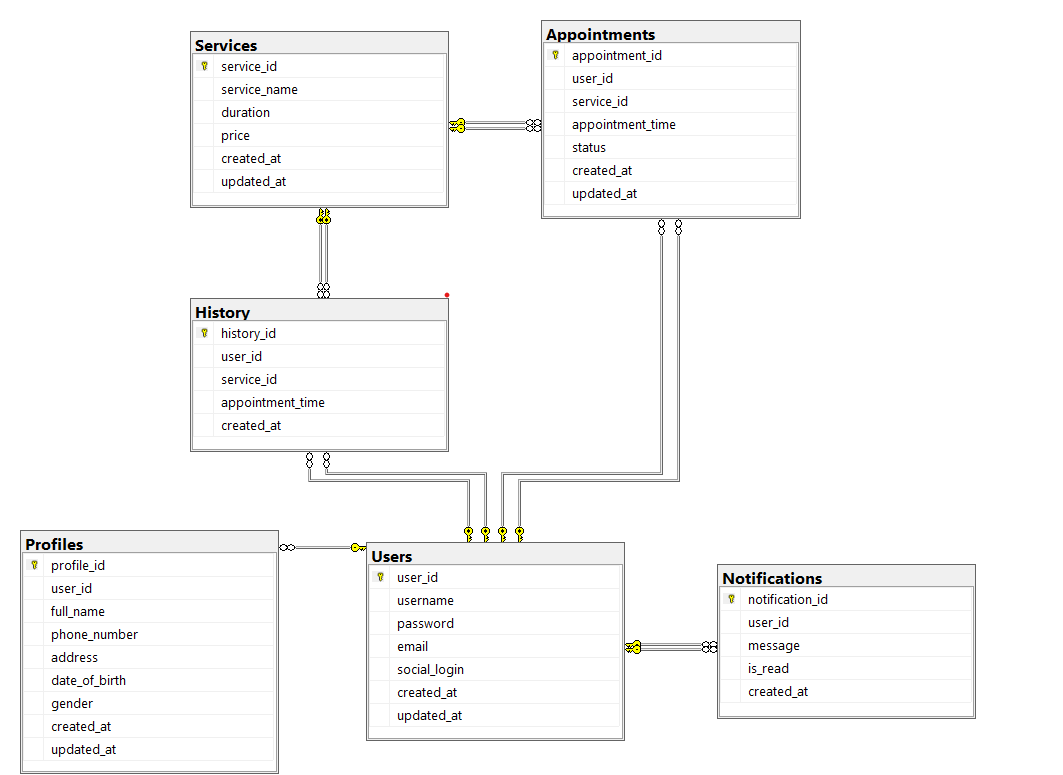 Services
service_id
service_name
duration
price
created_at
updated_at
Appointments
appointment_id
user_id
service_id
appointment_time
status
created_at
updated_at
History
history_id
user_id
service_id
appointment_time
created_at
Profiles
profile_id
user_id
full_name
phone_number
address
date_of_birth
gender
created_at
updated_at
Users
user_id
username
password
email
social_login
created_at
updated_at
Notifications
notification_id
user_id
message
is_read
created_at